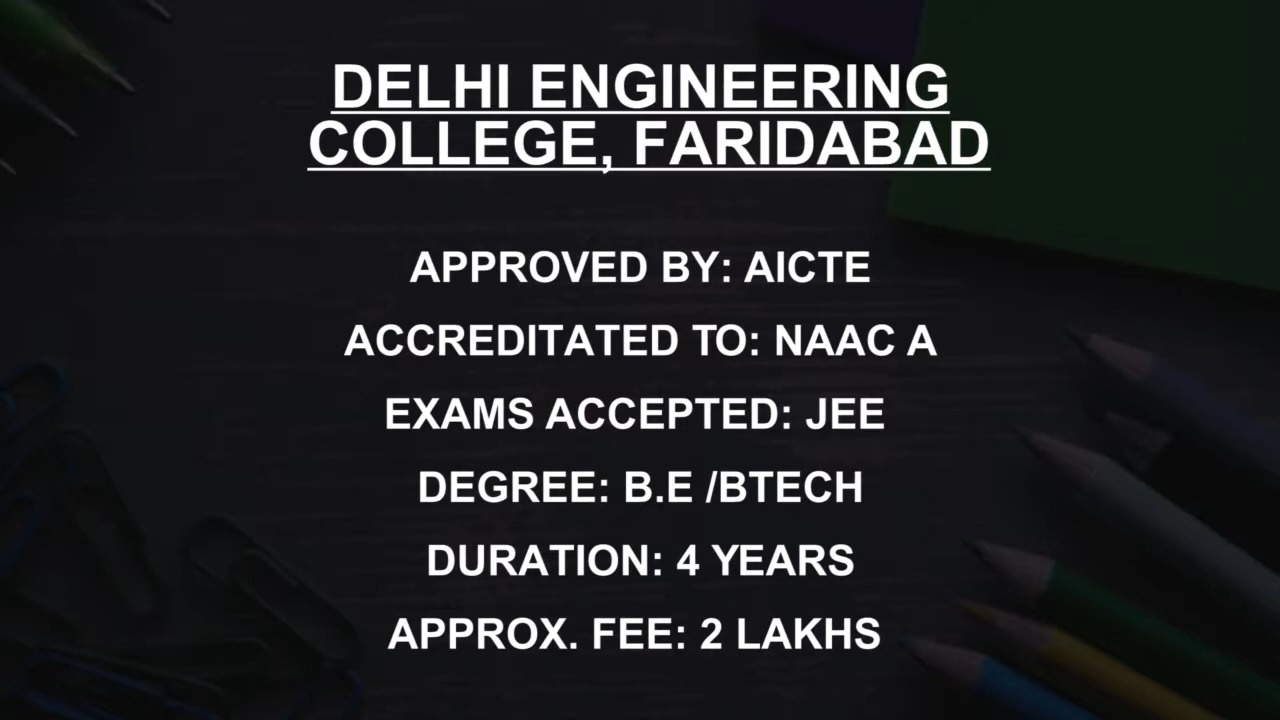 DELHI ENGINEERING
COLLEGE, FARIDABAD
APPROVED BY: AICTE
ACCREDITATED TO: NAAC A
EXAMS ACCEPTED: JEE
DEGREE: B.E /BTECH
DURATION: 4 YEARS
APPROX. FEE: 2 LAKHS